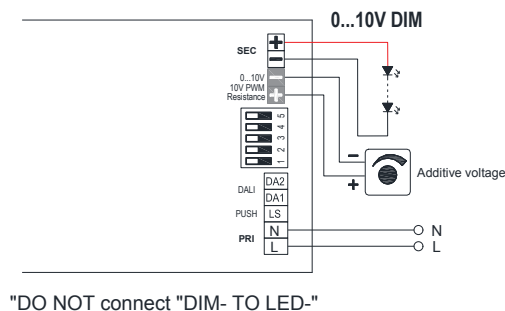 0...10V DIM
SEC
+
−
0...10V
10V PWM
Resistance
−
+
5
4
3
2
1
−
+
Additive voltage
DALI
DA2
DA1
PUSH
LS
PRI
N
L
N
L
"DO NOT connect "DIM- TO LED-"